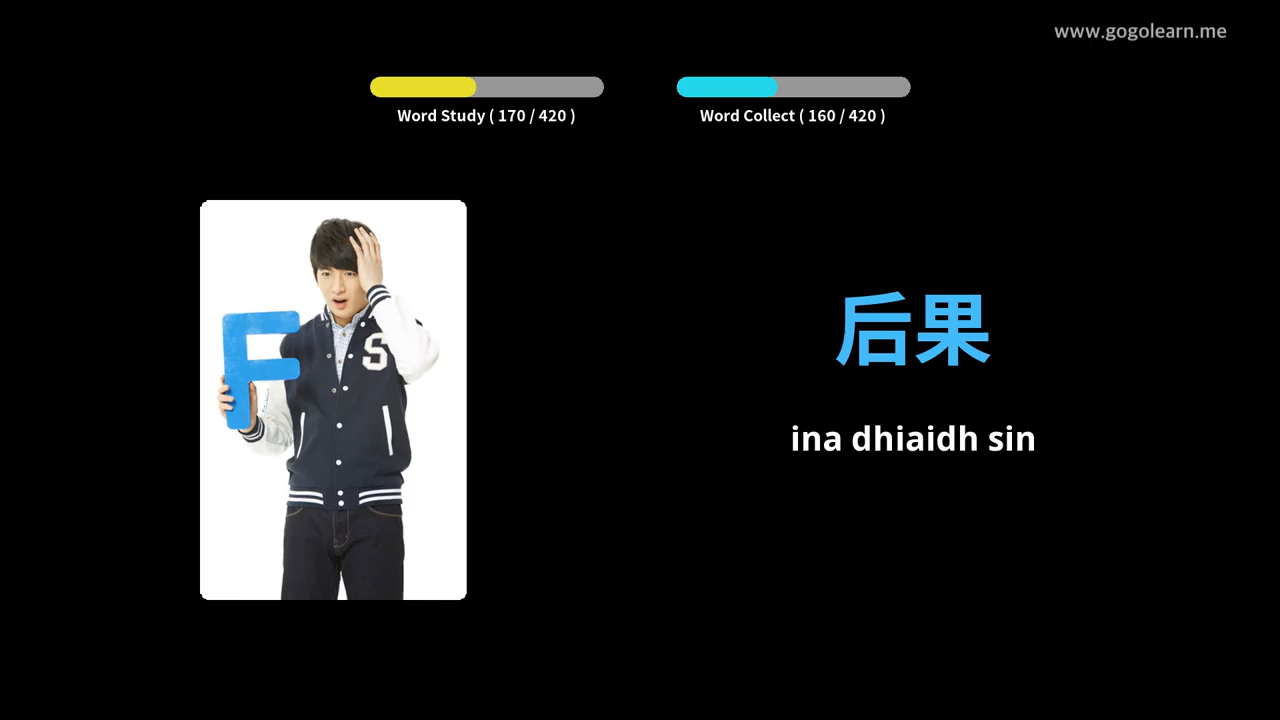 www.gogolearn.me
Word Study ( 170 / 420 )
Word Collect ( 160 / 420 )
F
S
后果
ina dhiaidh sin